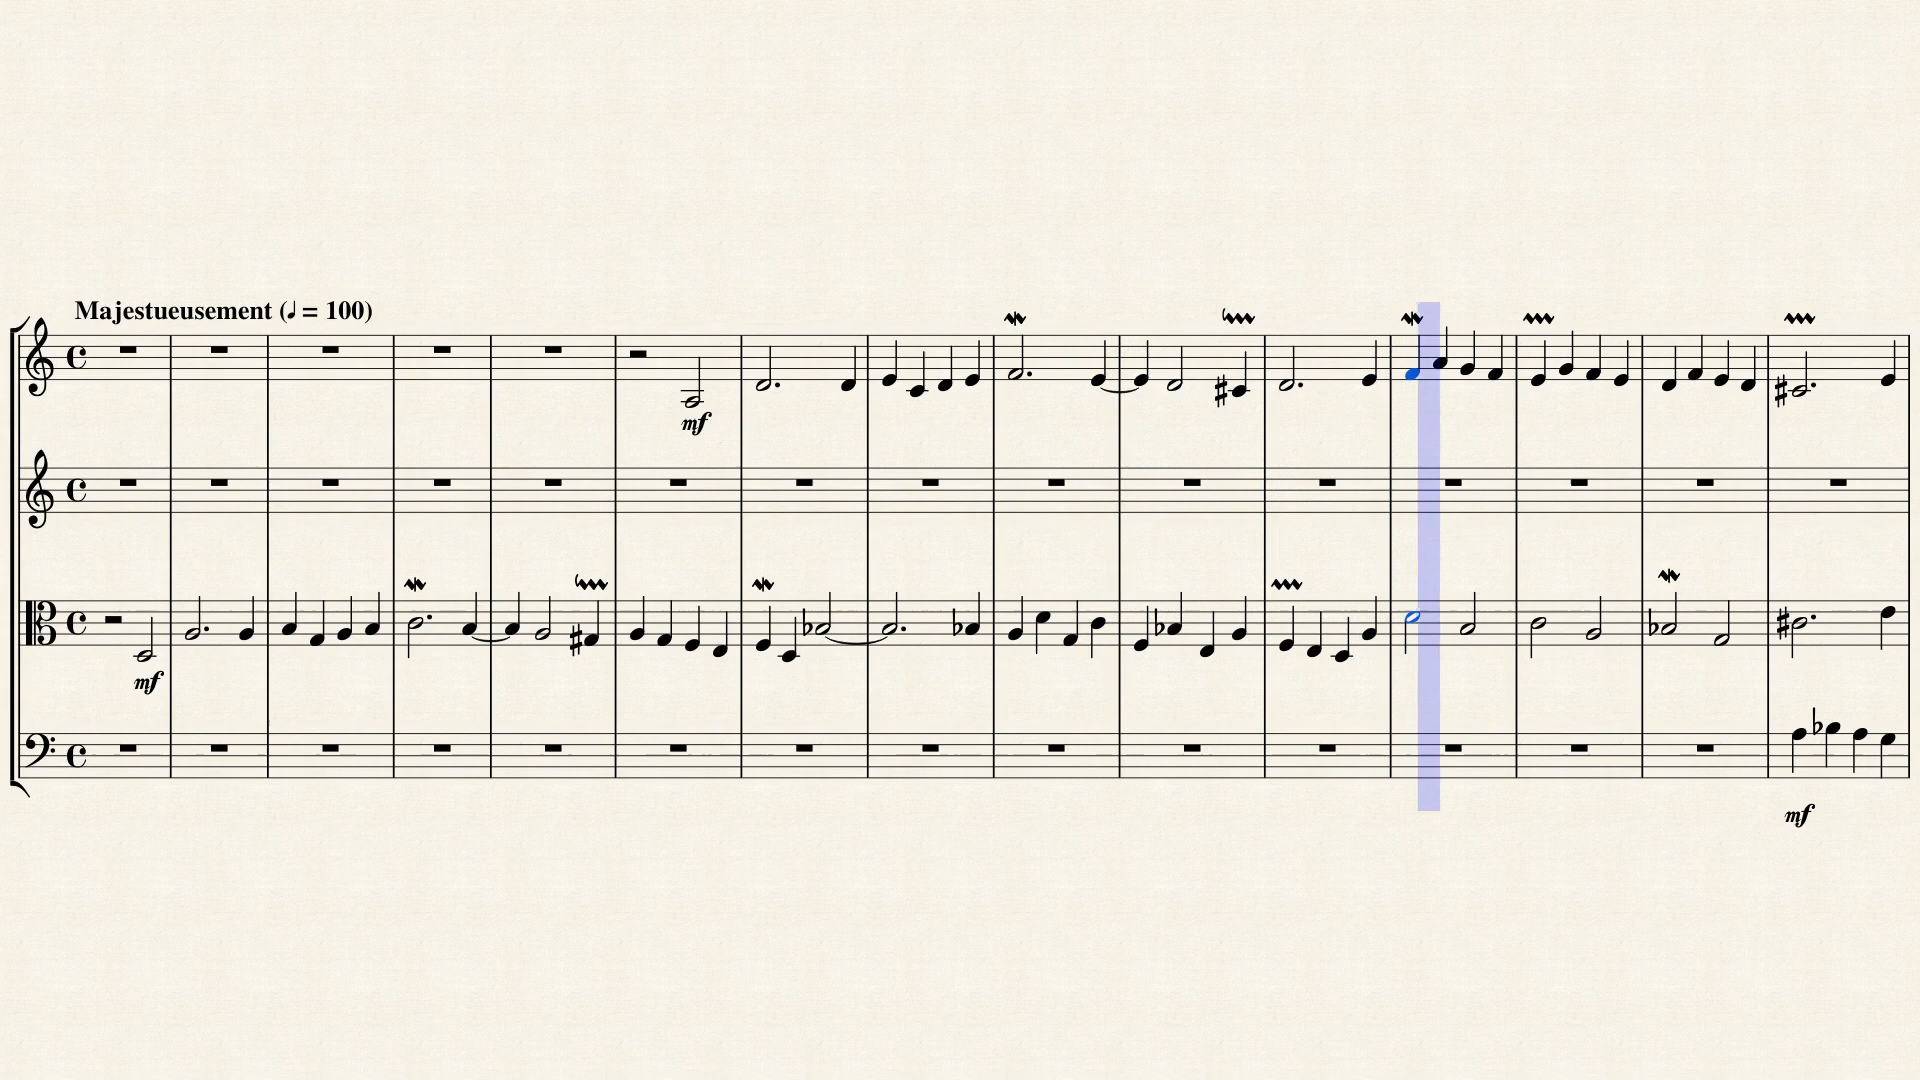 Majestueusement (♩ = 100)
mf
mf
mf